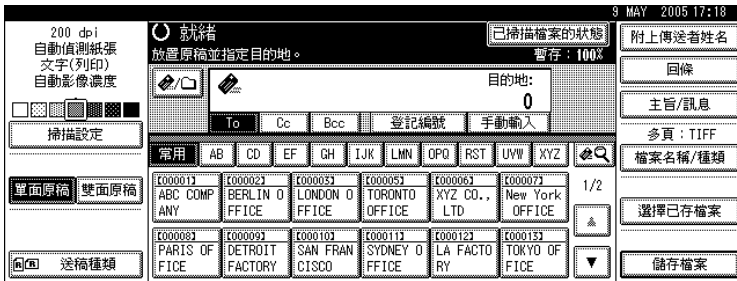 9 MAY 2005 17:18
200 dpi
自動偵測紙張
文字(列印)
自動影像濃度
掃描設定
單面原稿 雙面原稿
送稿種類
就緒 已掃描檔案的狀態
放置原稿並指定目的地。 暫存:100%
目的地:
0
To Cc Bcc 登記編號 手動輸入
常用 AB CD EF GH IJK LMN OPQ RST UVW XYZ
[00001] [00002] [00003] [00005] [00006] [00007]
ABC COMP BERLIN O LONDON O TORONTO XYZ CO., New York
ANY FFICE FFICE OFFICE LTD OFFICE
1/2
[00008] [00009] [00010] [00011] [00012] [00013]
PARIS OF DETROIT SAN FRAN SYDNEY O LA FACTO TOKYO OF
FICE FACTORY CISCO FFICE RY FICE
附上傳送者姓名
回條
主旨/訊息
多頁:TIFF
檔案名稱/種類
選擇已存檔案
儲存檔案